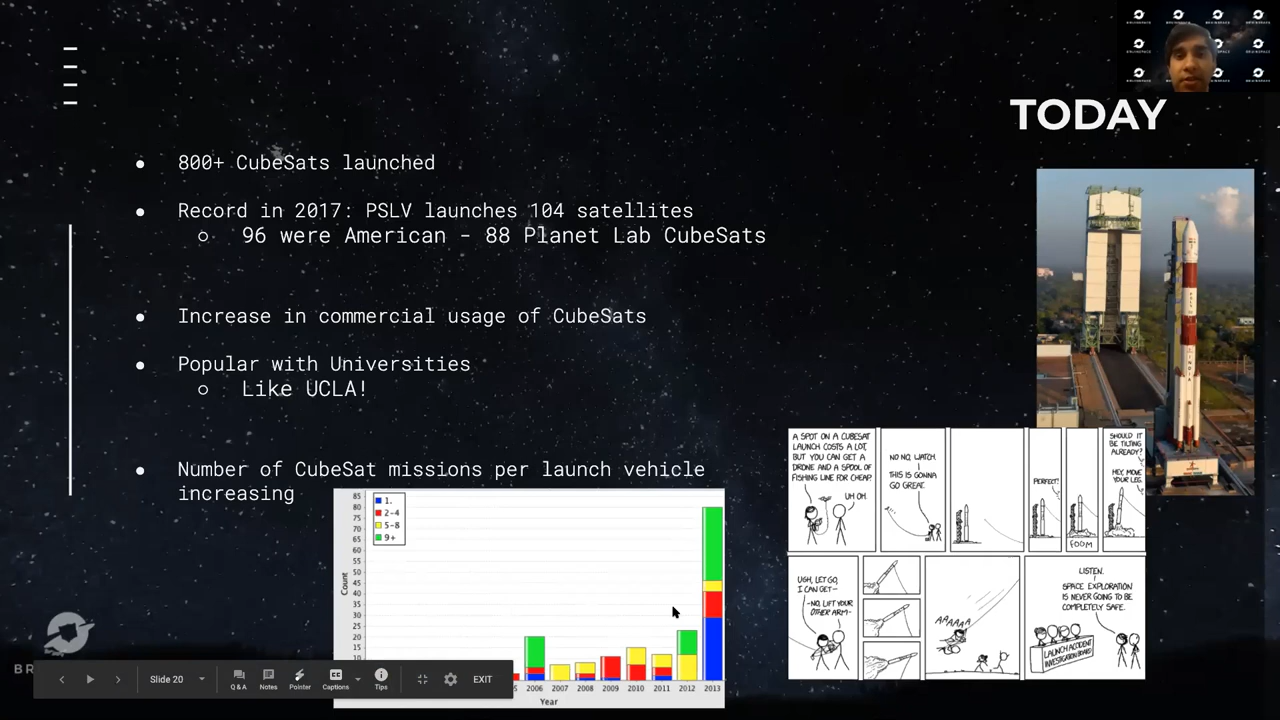 TODAY
800+ CubeSats launched
Record in 2017: PSLV launches 104 satellites
96 were American - 88 Planet Lab CubeSats
Increase in commercial usage of CubeSats
Popular with Universities
Like UCLA!
Number of CubeSat missions per launch vehicle
increasing
1.
2-4
5-8
9+
85
80
75
70
65
60
55
50
45
40
35
30
25
20
15
10
Count
2006 2007 2008 2009 2010 2011 2012 2013
Year
A SPOT ON A CUBESAT
LAUNCH COSTS A LOT,
BUT YOU CAN GET A
DRONE AND A SPOOL OF
FISHING LINE FOR CHEAP.
UH OH.
NO NO, WATCH.
THIS IS GONNA
GO GREAT.
PERFECT!
FOOM
SHOULD IT
BE TILTING
ALREADY?
HEY, MOVE
YOUR LEG.
UGH, LET GO,
I CAN GET—
-NO, LIFT YOUR
OTHER ARM-
AAAAA
LISTEN.
SPACE EXPLORATION
IS NEVER GOING TO BE
COMPLETELY SAFE.
LAUNCH ACCIDENT
INVESTIGATION BOARD
INDIA
BR
Slide 20
Q & A
Notes
Pointer
Captions
Tips
EXIT